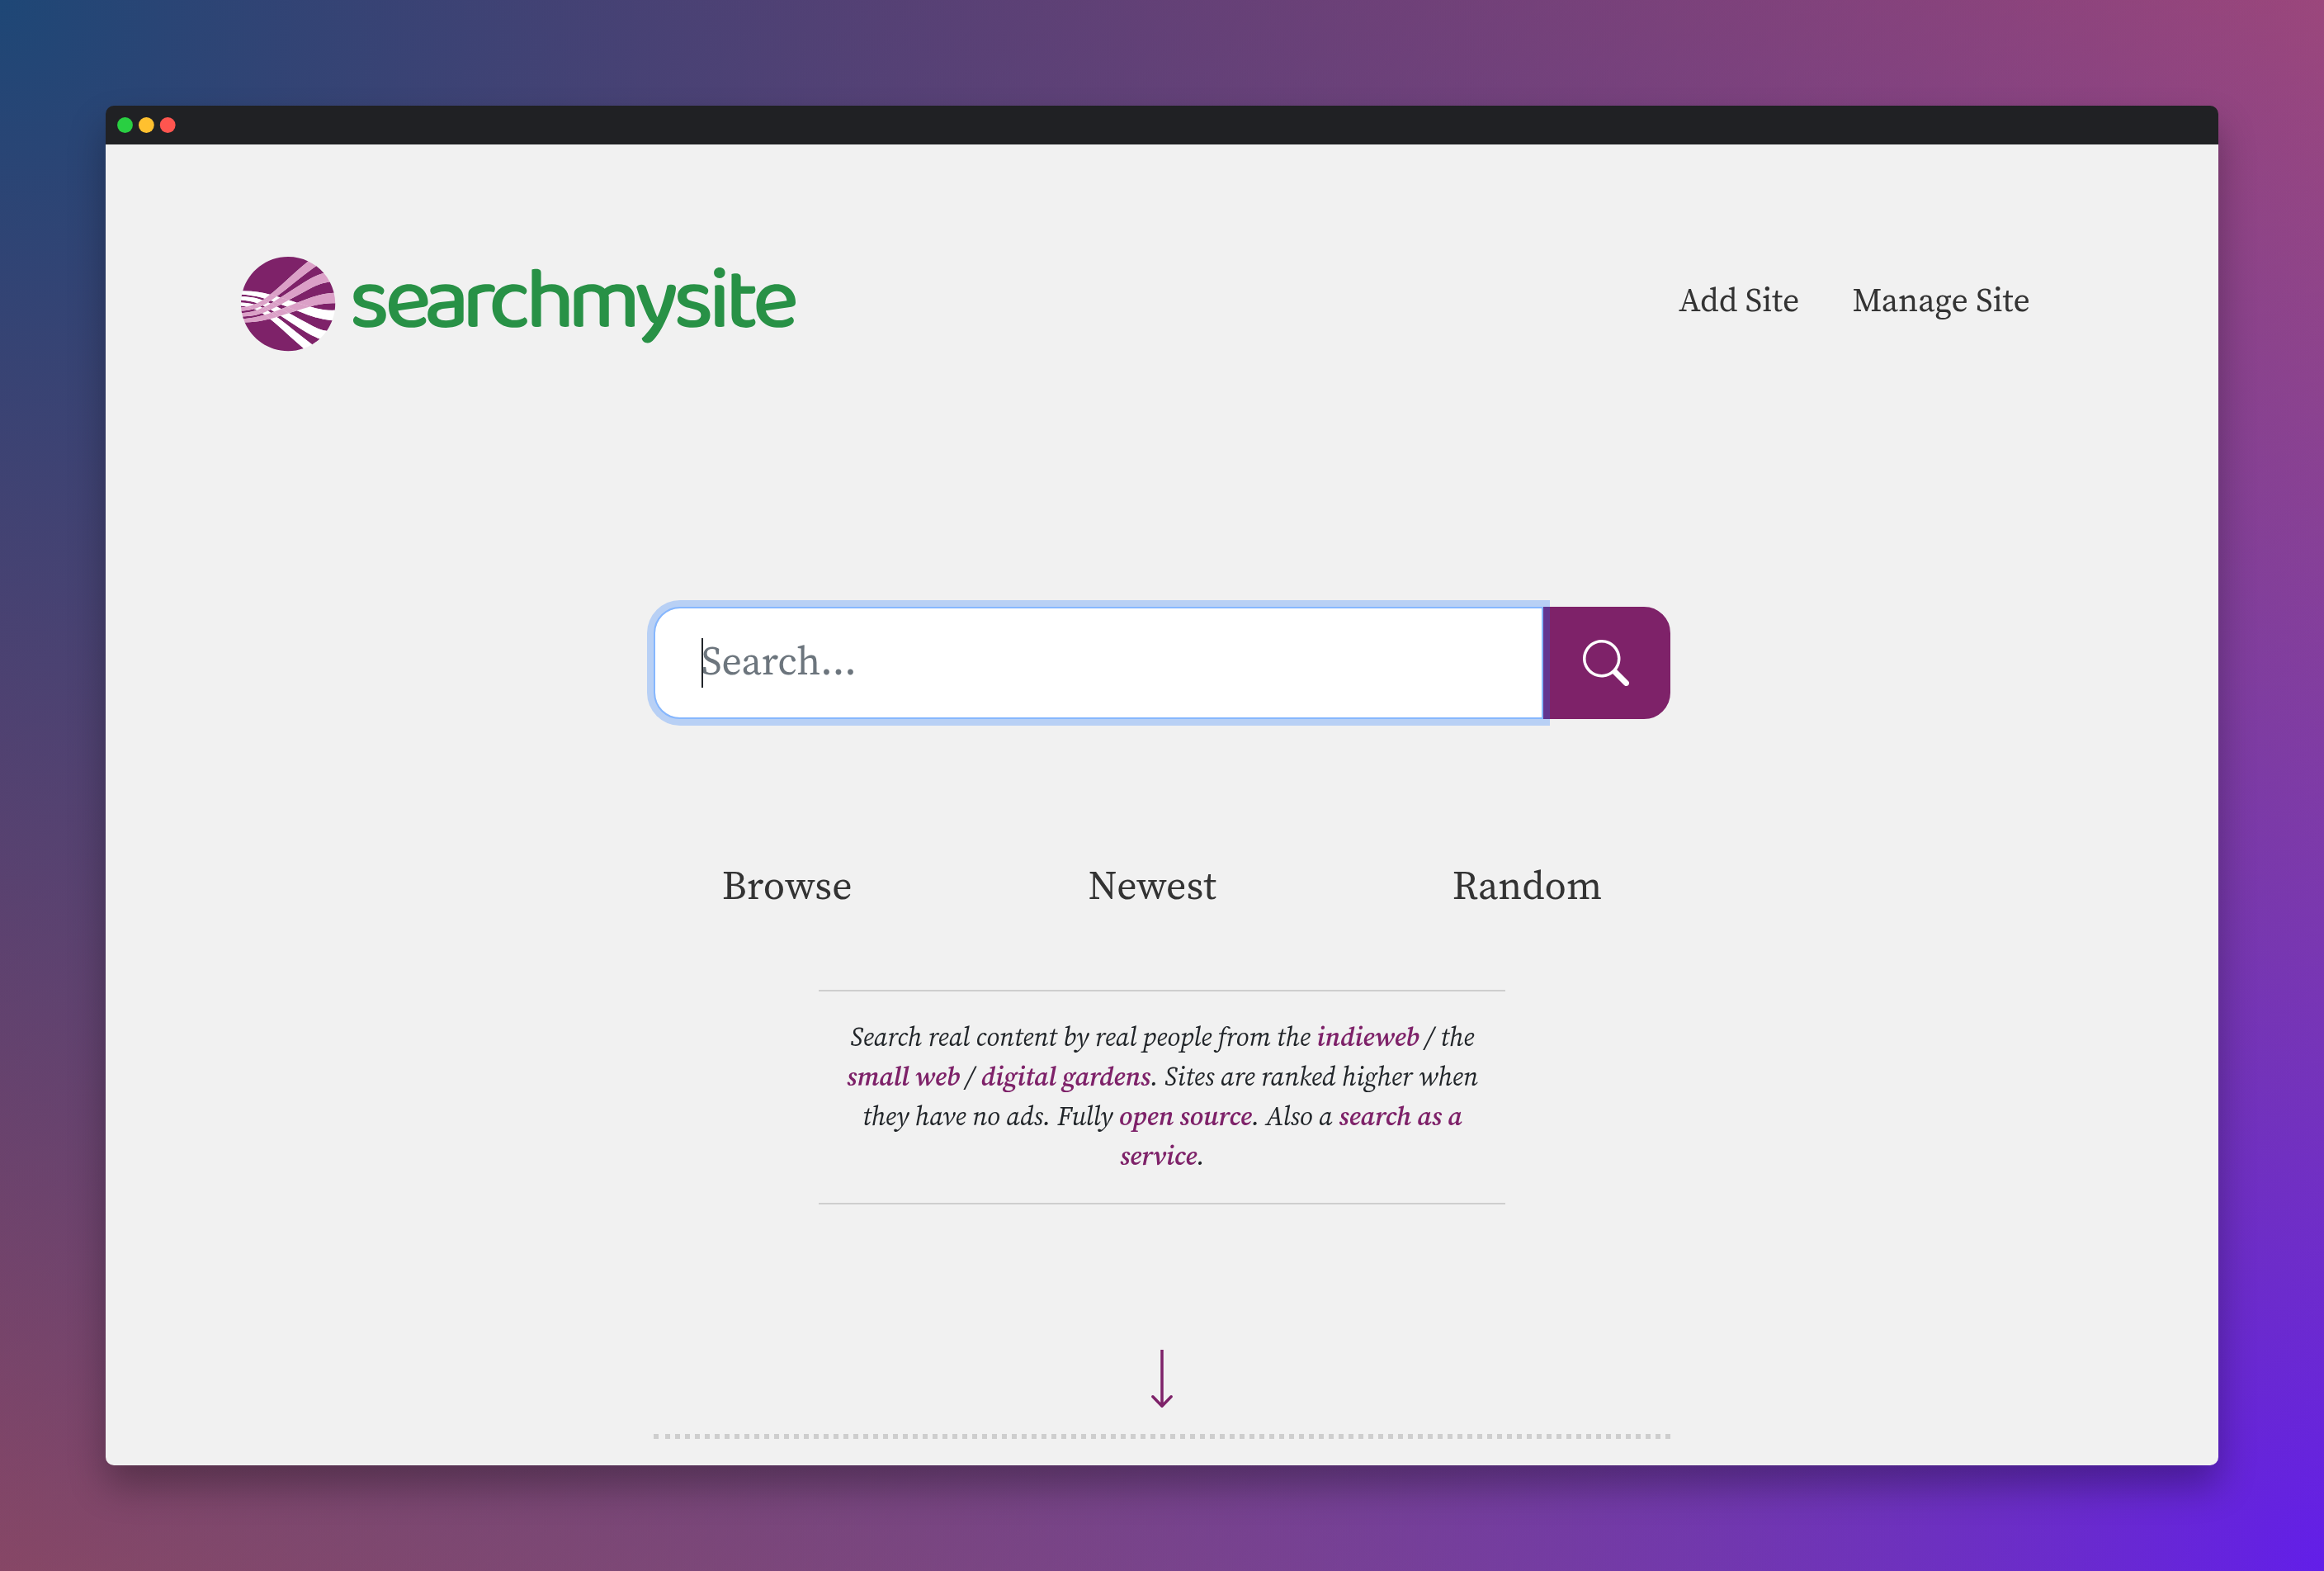 searchmysite
Add Site
Manage Site
Search...
Browse
Newest
Random
Search real content by real people from the indieweb / the
small web / digital gardens. Sites are ranked higher when
they have no ads. Fully open source. Also a search as a
service.